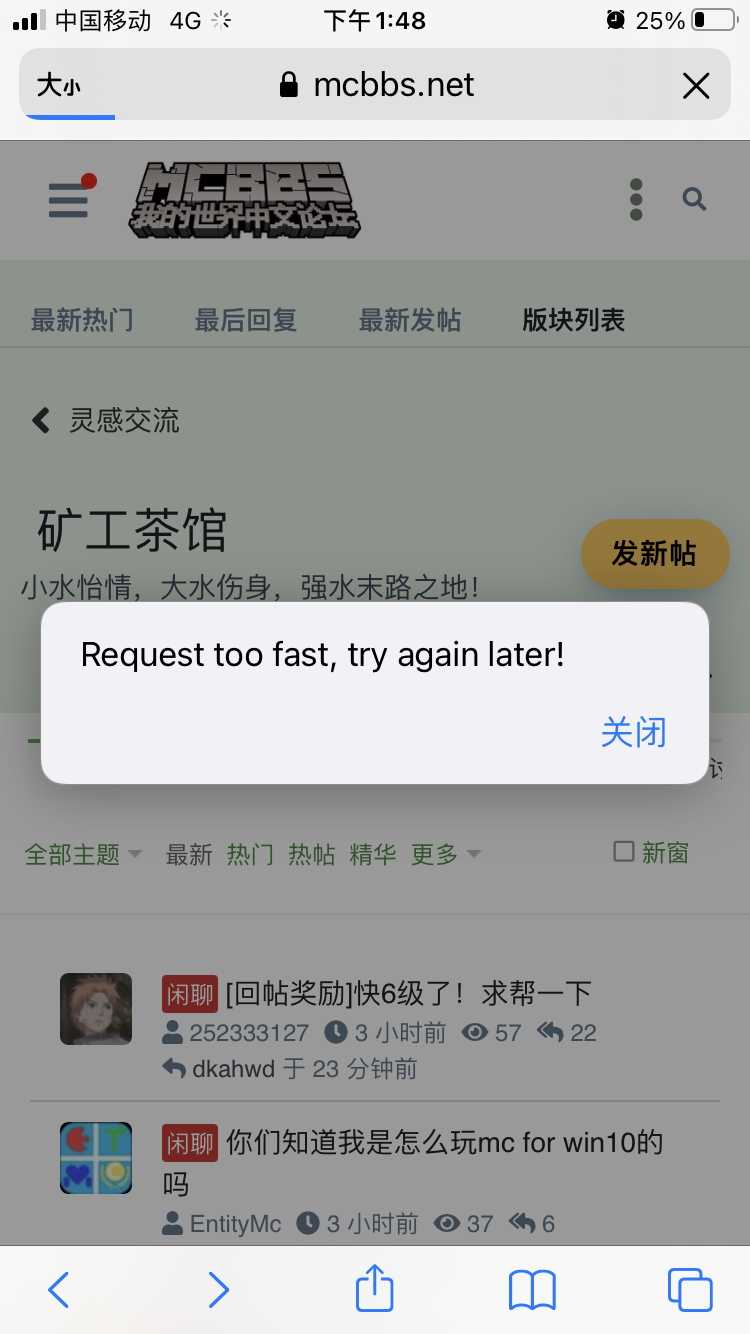 中国移动 4G 下午1:48 25%
大小 mcbbs.net
MCBBS
我的世界中文论坛
最新热门 最后回复 最新发帖 版块列表
灵感交流
矿工茶馆
发新帖
小水怡情，大水伤身，强水末路之地！
Request too fast, try again later!
关闭
全部主题 最新 热门 热帖 精华 更多 新窗
闲聊 [回帖奖励]快6级了！求帮一下
252333127 3 小时前 57 22
dkahwd 于 23 分钟前
闲聊 你们知道我是怎么玩mc for win10的
吗
EntityMc 3 小时前 37 6